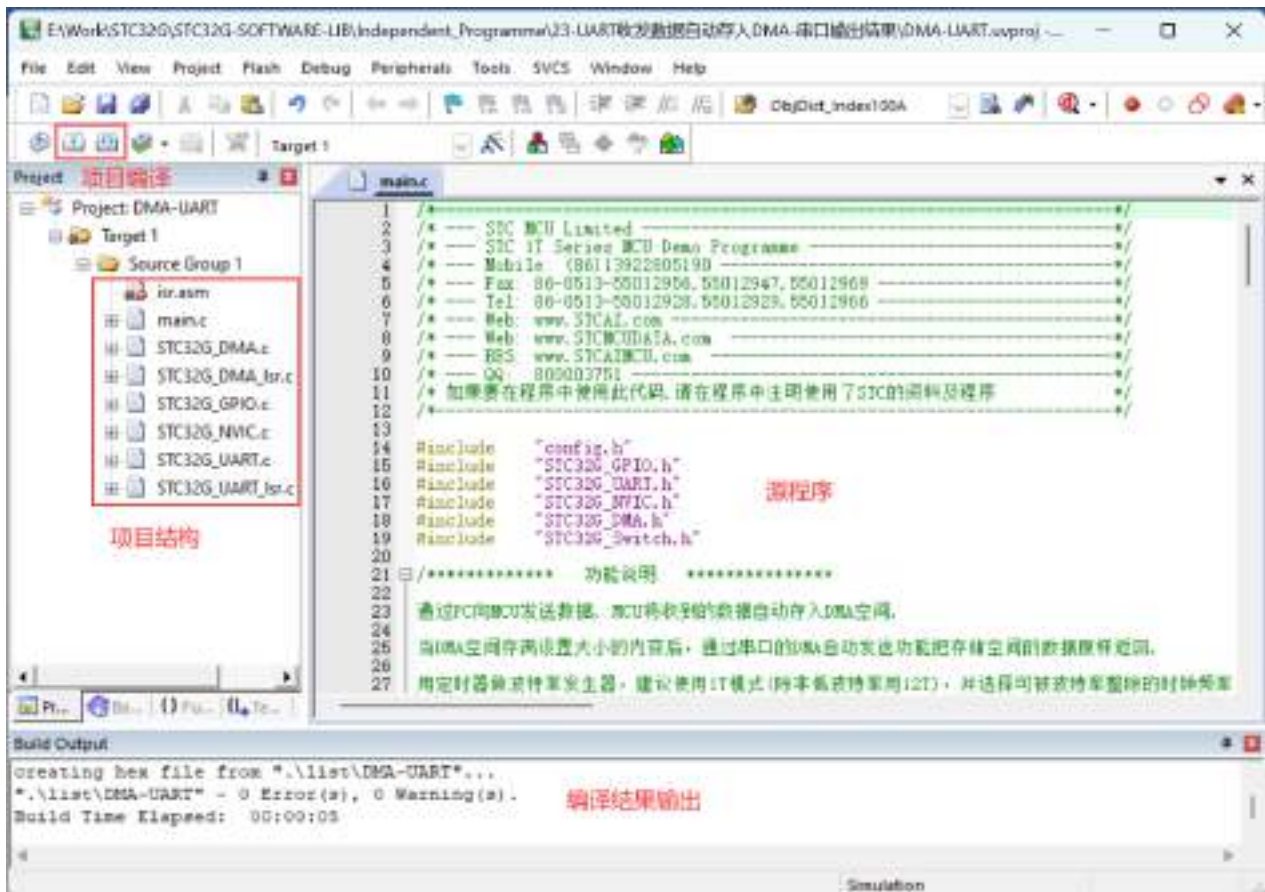 E:\Work\STC32G\STC32G-SOFTWARE-LIB\Independent_Programme\23-UART收发数据自动存入DMA-串口输出结果\DMA-UART.uvproj -...
File Edit View Project Flash Debug Peripherals Tools SVCS Window Help
ObjDict_Index100A
Target 1
Project 项目编译
main.c
Project: DMA-UART
Target 1
Source Group 1
isr.asm
main.c
STC32G_DMA.c
STC32G_DMA_Isr.c
STC32G_GPIO.c
STC32G_NVIC.c
STC32G_UART.c
STC32G_UART_Isr.c
项目结构
1 /*---------------------------------------------------------------------*/
2 /* --- STC MCU Limited ------------------------------------------------*/
3 /* --- STC 1T Series MCU Demo Programme -------------------------------*/
4 /* --- Mobile: (86)13922805190 ----------------------------------------*/
5 /* --- Fax: 86-0513-55012956,55012947,55012969 ------------------------*/
6 /* --- Tel: 86-0513-55012928,55012929,55012966 ------------------------*/
7 /* --- Web: www.STCAI.com ---------------------------------------------*/
8 /* --- Web: www.STCMCUDATA.com ---------------------------------------*/
9 /* --- BBS: www.STCAIMCU.com -----------------------------------------*/
10 /* --- QQ: 800003751 -------------------------------------------------*/
11 /* 如果要在程序中使用此代码,请在程序中注明使用了STC的资料及程序 */
12 /*---------------------------------------------------------------------*/
13
14 #include "config.h"
15 #include "STC32G_GPIO.h"
16 #include "STC32G_UART.h"
17 #include "STC32G_NVIC.h"
18 #include "STC32G_DMA.h"
19 #include "STC32G_Switch.h"
源程序
20
21 /************* 功能说明 **************
22
23 通过PC向MCU发送数据, MCU将收到的数据自动存入DMA空间.
24
25 当DMA空间存满设置大小的内容后,通过串口的DMA自动发送功能把存储空间的数据原样返回.
26
27 用定时器做波特率发生器,建议使用1T模式(除非低波特率用12T),并选择可被波特率整除的时钟频率
Pr... Bo... {} Fu... Te...
Build Output
creating hex file from ".\list\DMA-UART"...
".\list\DMA-UART" - 0 Error(s), 0 Warning(s).
Build Time Elapsed: 00:00:05
编译结果输出
Simulation